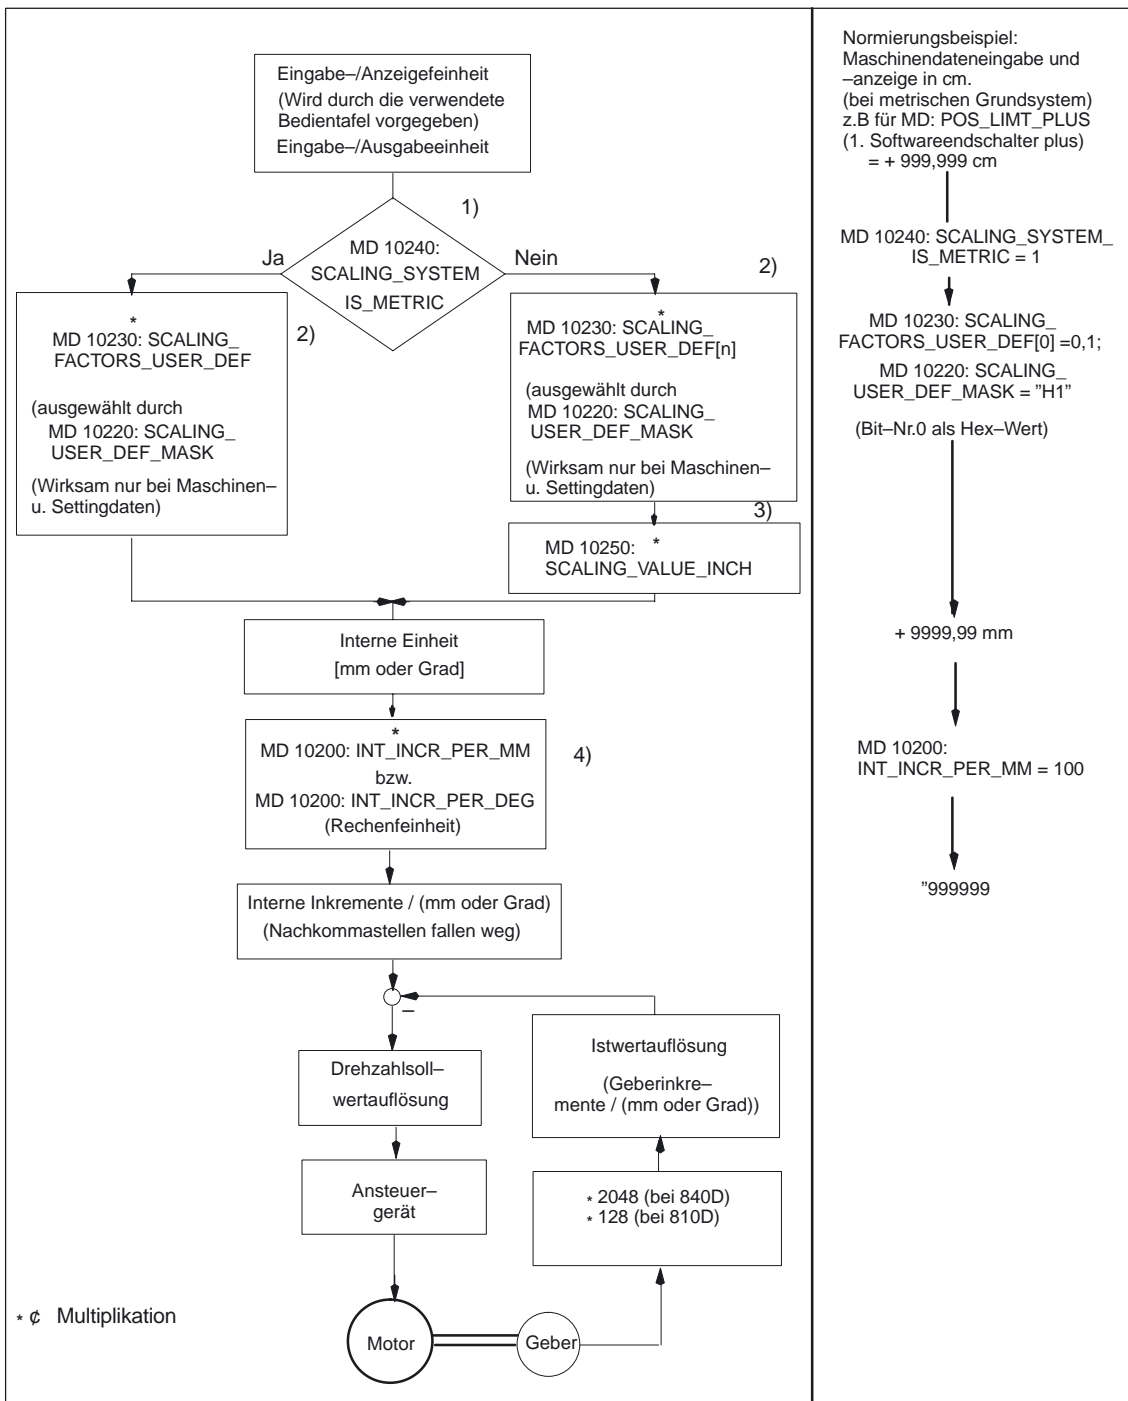 Eingabe–/Anzeigefeinheit
(Wird durch die verwendete
Bedientafel vorgegeben)
Eingabe–/Ausgabeeinheit
1)
MD 10240:
SCALING_SYSTEM
IS_METRIC
Ja
Nein
2)
*
MD 10230: SCALING_
FACTORS_USER_DEF
(ausgewählt durch
MD 10220: SCALING_
USER_DEF_MASK
(Wirksam nur bei Maschinen–
u. Settingdaten)
2)
*
MD 10230: SCALING_
FACTORS_USER_DEF[n]
(ausgewählt durch
MD 10220: SCALING_
USER_DEF_MASK
(Wirksam nur bei Maschinen–
u. Settingdaten)
3)
MD 10250: *
SCALING_VALUE_INCH
Interne Einheit
[mm oder Grad]
*
MD 10200: INT_INCR_PER_MM
bzw.
MD 10200: INT_INCR_PER_DEG
(Rechenfeinheit)
4)
Interne Inkremente / (mm oder Grad)
(Nachkommastellen fallen weg)
–
Drehzahlsoll–
wertauflösung
Ansteuer–
gerät
Motor
Geber
* 2048 (bei 840D)
* 128 (bei 810D)
Istwertauflösung
(Geberinkre–
mente / (mm oder Grad))
* ¢ Multiplikation
Normierungsbeispiel:
Maschinendateneingabe und
–anzeige in cm.
(bei metrischen Grundsystem)
z.B für MD: POS_LIMT_PLUS
(1. Softwareendschalter plus)
= + 999,999 cm
MD 10240: SCALING_SYSTEM_
IS_METRIC = 1
MD 10230: SCALING_
FACTORS_USER_DEF[0] =0,1;
MD 10220: SCALING_
USER_DEF_MASK = ”H1”
(Bit–Nr.0 als Hex–Wert)
+ 9999,99 mm
MD 10200:
INT_INCR_PER_MM = 100
”999999